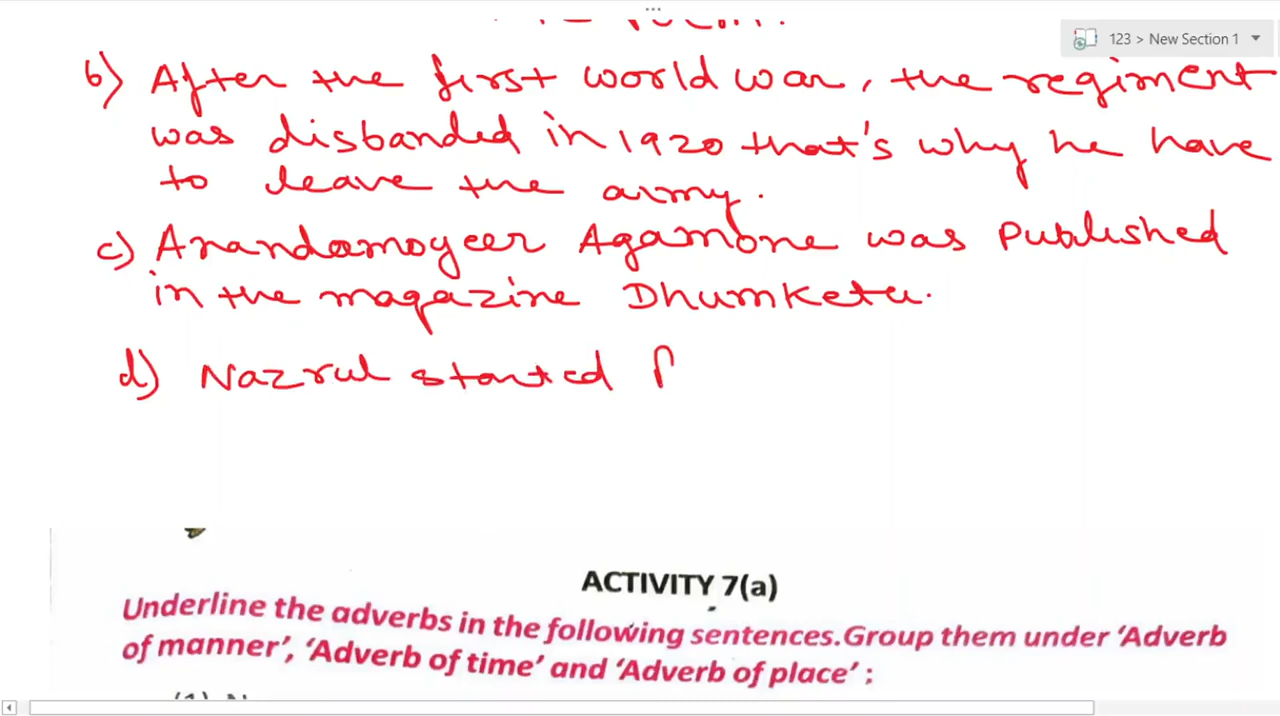 ...
123 > New Section 1
b) After the first world war, the regiment
was disbanded in 1920 that's why he have
to leave the army.
c) Anandamoyeer Agamone was Published
in the magazine Dhumketu.
d) Nazrul started
ACTIVITY 7(a)
Underline the adverbs in the following sentences.Group them under ‘Adverb
of manner’, ‘Adverb of time’ and ‘Adverb of place’ :